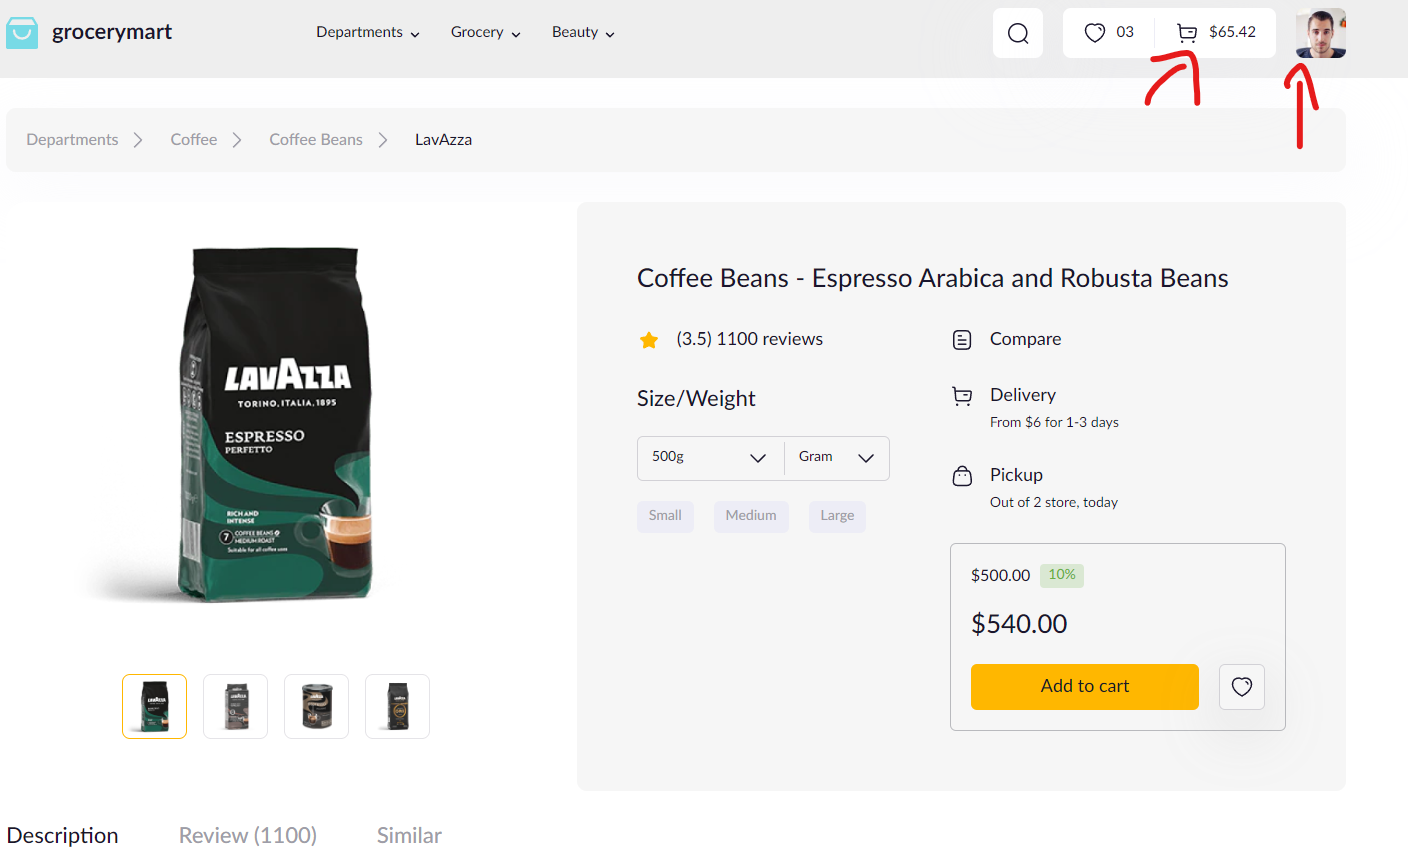 grocerymart
Departments Grocery Beauty
03 $65.42
Departments Coffee Coffee Beans LavAzza
LAVAZZA
TORINO, ITALIA, 1895
ESPRESSO
PERFETTO
RICH AND
INTENSE
7 COFFEE BEANS
MEDIUM ROAST
Suitable for all coffee uses
Coffee Beans - Espresso Arabica and Robusta Beans
(3.5) 1100 reviews
Size/Weight
500g Gram
Small Medium Large
Compare
Delivery
From $6 for 1-3 days
Pickup
Out of 2 store, today
$500.00 10%
$540.00
Add to cart
Description Review (1100) Similar